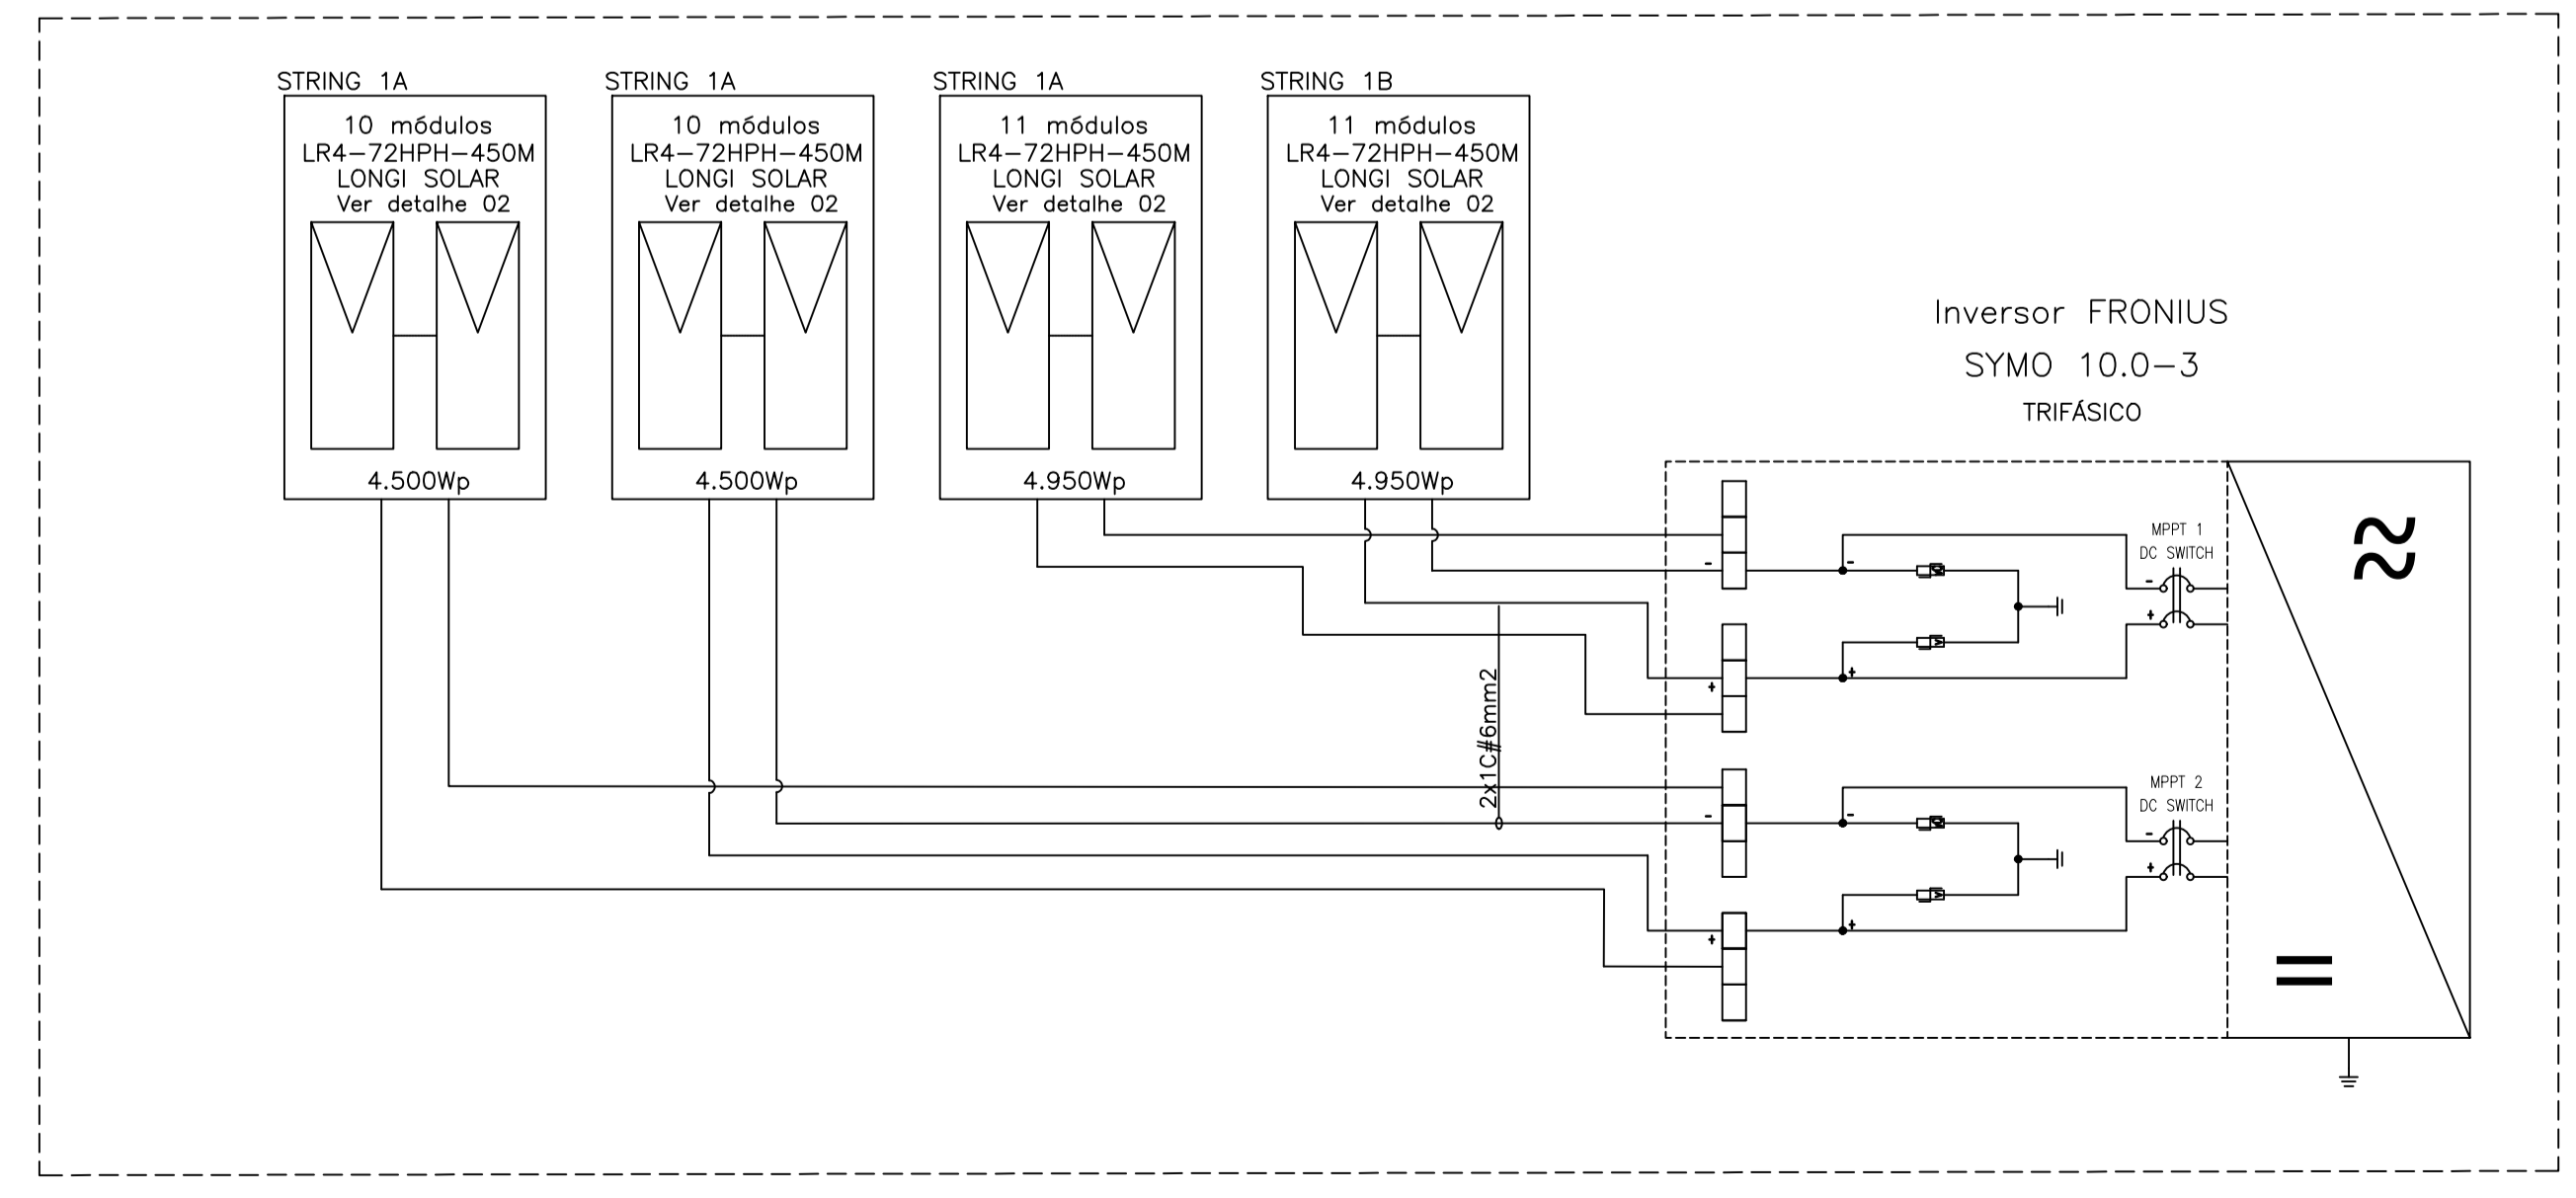 STRING 1A
10 módulos
LR4-72HPH-450M
LONGI SOLAR
Ver detalhe 02
4.500Wp
STRING 1A
10 módulos
LR4-72HPH-450M
LONGI SOLAR
Ver detalhe 02
4.500Wp
STRING 1A
11 módulos
LR4-72HPH-450M
LONGI SOLAR
Ver detalhe 02
4.950Wp
STRING 1B
11 módulos
LR4-72HPH-450M
LONGI SOLAR
Ver detalhe 02
4.950Wp
Inversor FRONIUS
SYMO 10.0-3
TRIFÁSICO
2x1C#6mm2
-
-
MPPT 1
DC SWITCH
-
+
+
+
-
-
MPPT 2
DC SWITCH
-
+
+
+